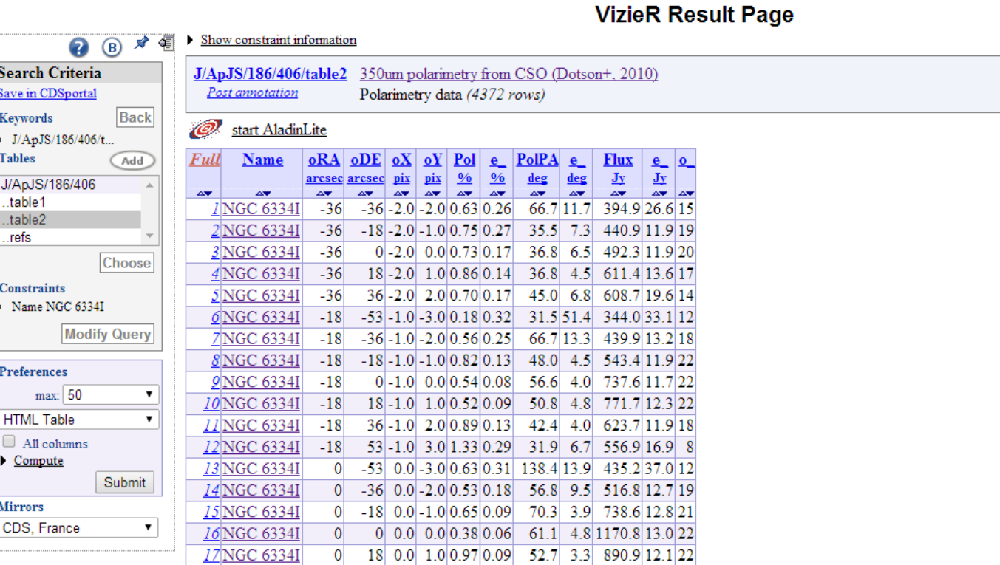 VizieR Result Page
Show constraint information
Search Criteria
Save in CDSportal
Keywords Back
J/ApJS/186/406/t...
Tables Add
J/ApJS/186/406
..table1
..table2
..refs
Choose
Constraints
Name NGC 6334I
Modify Query
Preferences
max: 50
HTML Table
All columns
Compute
Submit
Mirrors
CDS, France
J/ApJS/186/406/table2 350um polarimetry from CSO (Dotson+, 2010)
Post annotation Polarimetry data (4372 rows)
start AladinLite
Full Name oRA oDE oX oY Pol e_ PolPA e_ Flux e_ o_
arcsec arcsec pix pix % % deg deg Jy Jy
1 NGC 6334I -36 -36 -2.0 -2.0 0.63 0.26 66.7 11.7 394.9 26.6 15
2 NGC 6334I -36 -18 -2.0 -1.0 0.75 0.27 35.5 7.3 440.9 11.9 19
3 NGC 6334I -36 0 -2.0 0.0 0.73 0.17 36.8 6.5 492.3 11.9 20
4 NGC 6334I -36 18 -2.0 1.0 0.86 0.14 36.8 4.5 611.4 13.6 17
5 NGC 6334I -36 36 -2.0 2.0 0.70 0.17 45.0 6.8 608.7 19.6 14
6 NGC 6334I -18 -53 -1.0 -3.0 0.18 0.32 31.5 51.4 344.0 33.1 12
7 NGC 6334I -18 -36 -1.0 -2.0 0.56 0.25 66.7 13.3 439.9 13.2 18
8 NGC 6334I -18 -18 -1.0 -1.0 0.82 0.13 48.0 4.5 543.4 11.9 22
9 NGC 6334I -18 0 -1.0 0.0 0.54 0.08 56.6 4.0 737.6 11.7 22
10 NGC 6334I -18 18 -1.0 1.0 0.52 0.09 50.8 4.8 771.7 12.3 22
11 NGC 6334I -18 36 -1.0 2.0 0.89 0.13 42.4 4.0 623.7 11.9 18
12 NGC 6334I -18 53 -1.0 3.0 1.33 0.29 31.9 6.7 556.9 16.9 8
13 NGC 6334I 0 -53 0.0 -3.0 0.63 0.31 138.4 13.9 435.2 37.0 12
14 NGC 6334I 0 -36 0.0 -2.0 0.53 0.18 56.8 9.5 516.8 12.7 19
15 NGC 6334I 0 -18 0.0 -1.0 0.65 0.09 70.3 3.9 738.6 12.8 21
16 NGC 6334I 0 0 0.0 0.0 0.38 0.06 61.1 4.8 1170.8 13.0 22
17 NGC 6334I 0 18 0.0 1.0 0.97 0.09 52.7 3.3 890.9 12.1 22